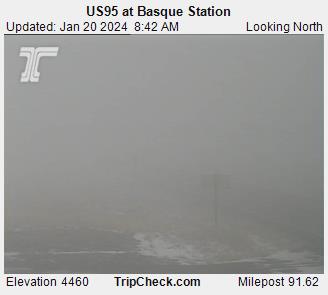 US95 at Basque Station
Updated: Jan 20 2024 8:42 AM Looking North
Elevation 4460 TripCheck.com Milepost 91.62